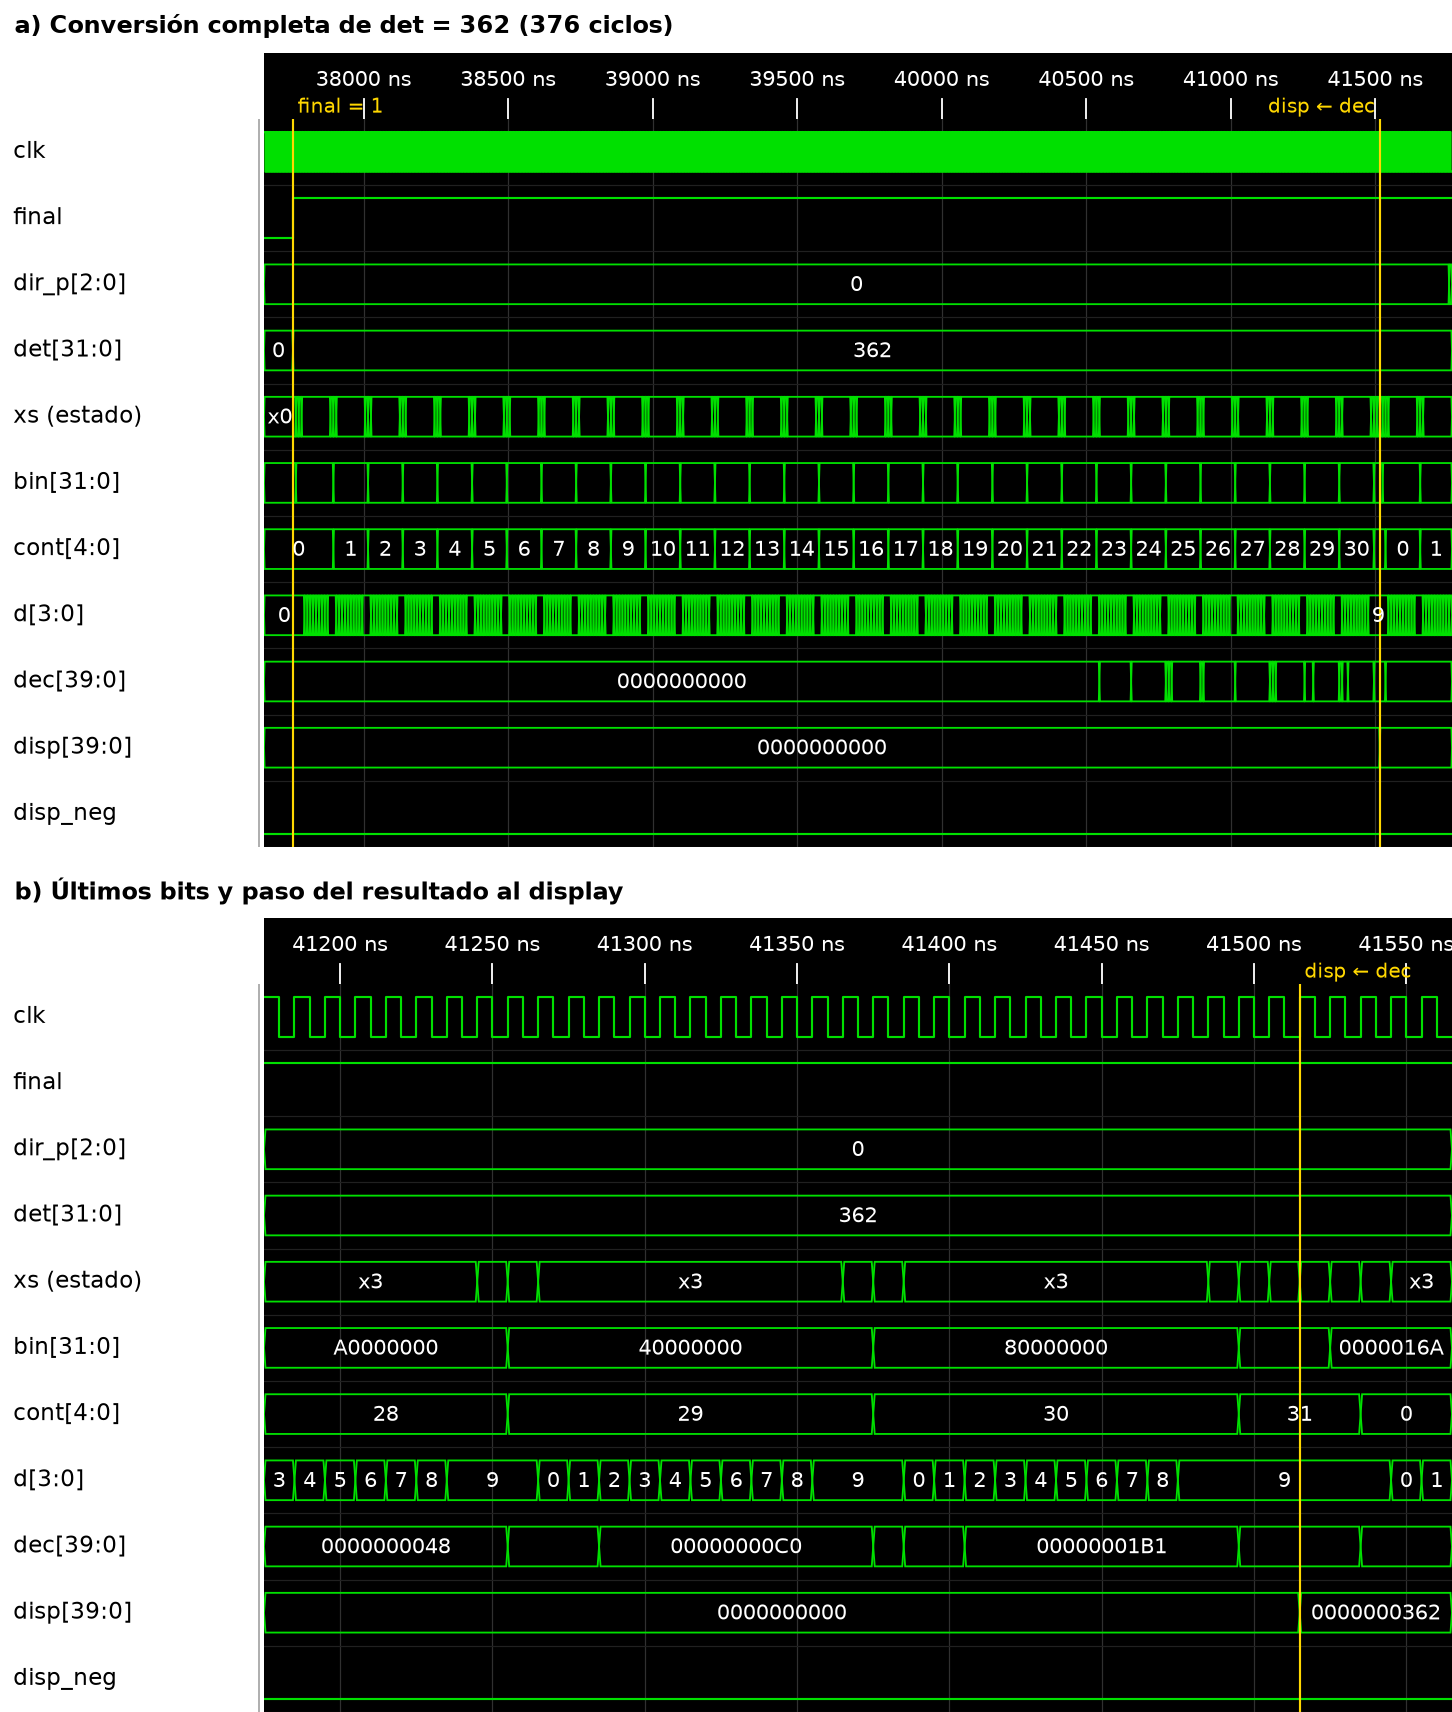 a) Conversión completa de det = 362 (376 ciclos)
38000 ns 38500 ns 39000 ns 39500 ns 40000 ns 40500 ns 41000 ns 41500 ns
final = 1 disp ← dec
clk
final
dir_p[2:0] 0
det[31:0] 0 362
xs (estado) x0
bin[31:0]
cont[4:0] 0 1 2 3 4 5 6 7 8 9 10 11 12 13 14 15 16 17 18 19 20 21 22 23 24 25 26 27 28 29 30 0 1
d[3:0] 0 9
dec[39:0] 0000000000
disp[39:0] 0000000000
disp_neg
b) Últimos bits y paso del resultado al display
41200 ns 41250 ns 41300 ns 41350 ns 41400 ns 41450 ns 41500 ns 41550 ns
disp ← dec
clk
final
dir_p[2:0] 0
det[31:0] 362
xs (estado) x3 x3 x3 x3
bin[31:0] A0000000 40000000 80000000 0000016A
cont[4:0] 28 29 30 31 0
d[3:0] 3 4 5 6 7 8 9 0 1 2 3 4 5 6 7 8 9 0 1 2 3 4 5 6 7 8 9 0 1
dec[39:0] 0000000048 00000000C0 00000001B1
disp[39:0] 0000000000 0000000362
disp_neg